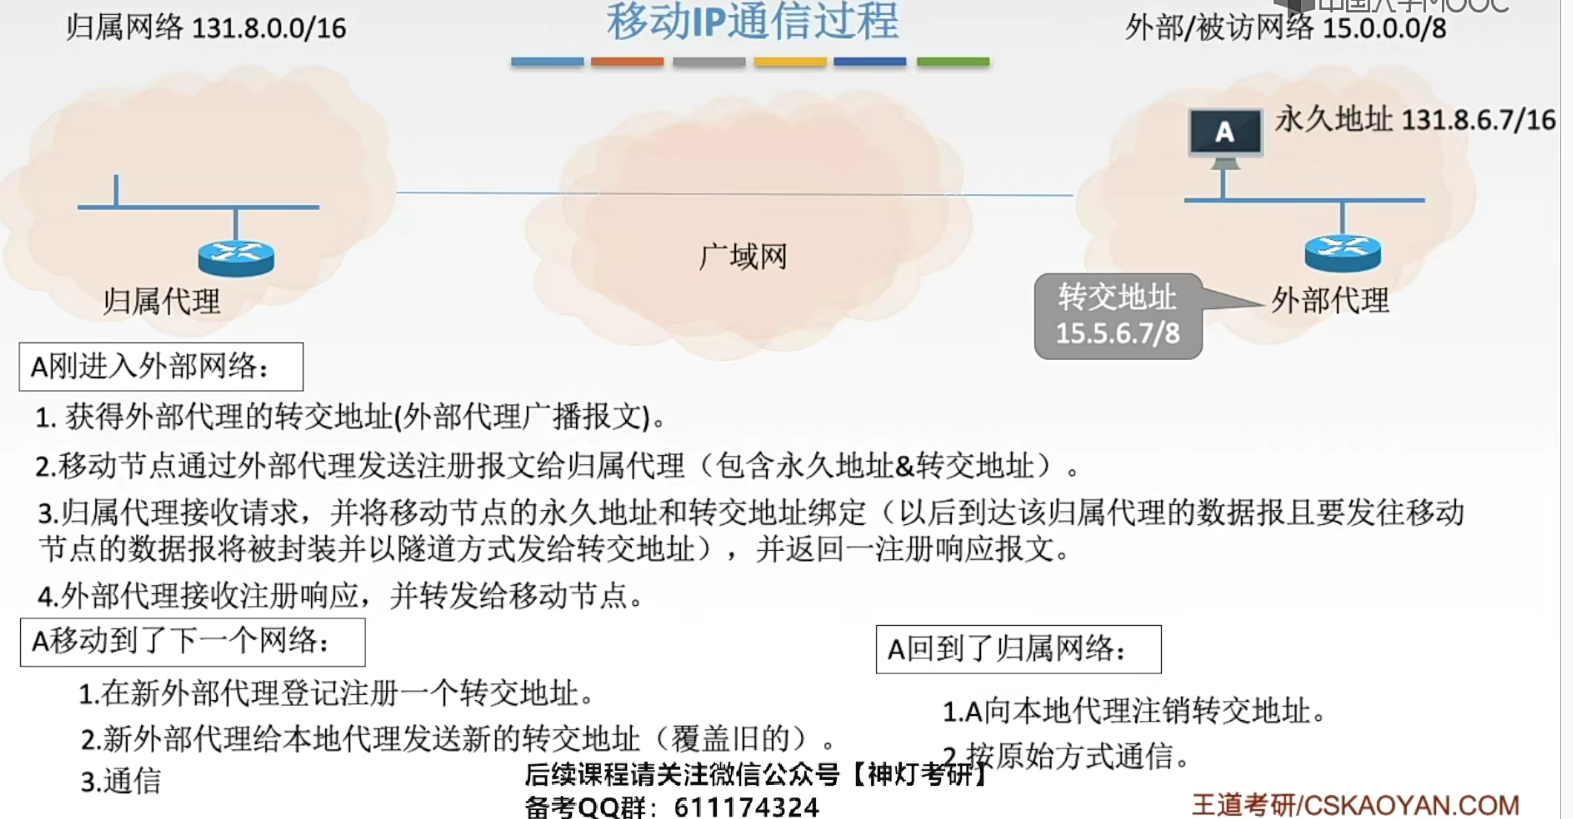 归属网络 131.8.0.0/16
移动IP通信过程
中国大学MOOC
外部/被访网络 15.0.0.0/8
A
永久地址 131.8.6.7/16
广域网
归属代理
转交地址
15.5.6.7/8
外部代理
A刚进入外部网络：
1. 获得外部代理的转交地址(外部代理广播报文)。
2.移动节点通过外部代理发送注册报文给归属代理（包含永久地址&转交地址）。
3.归属代理接收请求，并将移动节点的永久地址和转交地址绑定（以后到达该归属代理的数据报且要发往移动
节点的数据报将被封装并以隧道方式发给转交地址），并返回一注册响应报文。
4.外部代理接收注册响应，并转发给移动节点。
A移动到了下一个网络：
1.在新外部代理登记注册一个转交地址。
2.新外部代理给本地代理发送新的转交地址（覆盖旧的）。
3.通信
A回到了归属网络：
1.A向本地代理注销转交地址。
2.按原始方式通信。
后续课程请关注微信公众号【神灯考研】
备考QQ群：611174324
王道考研/CSKAOYAN.COM